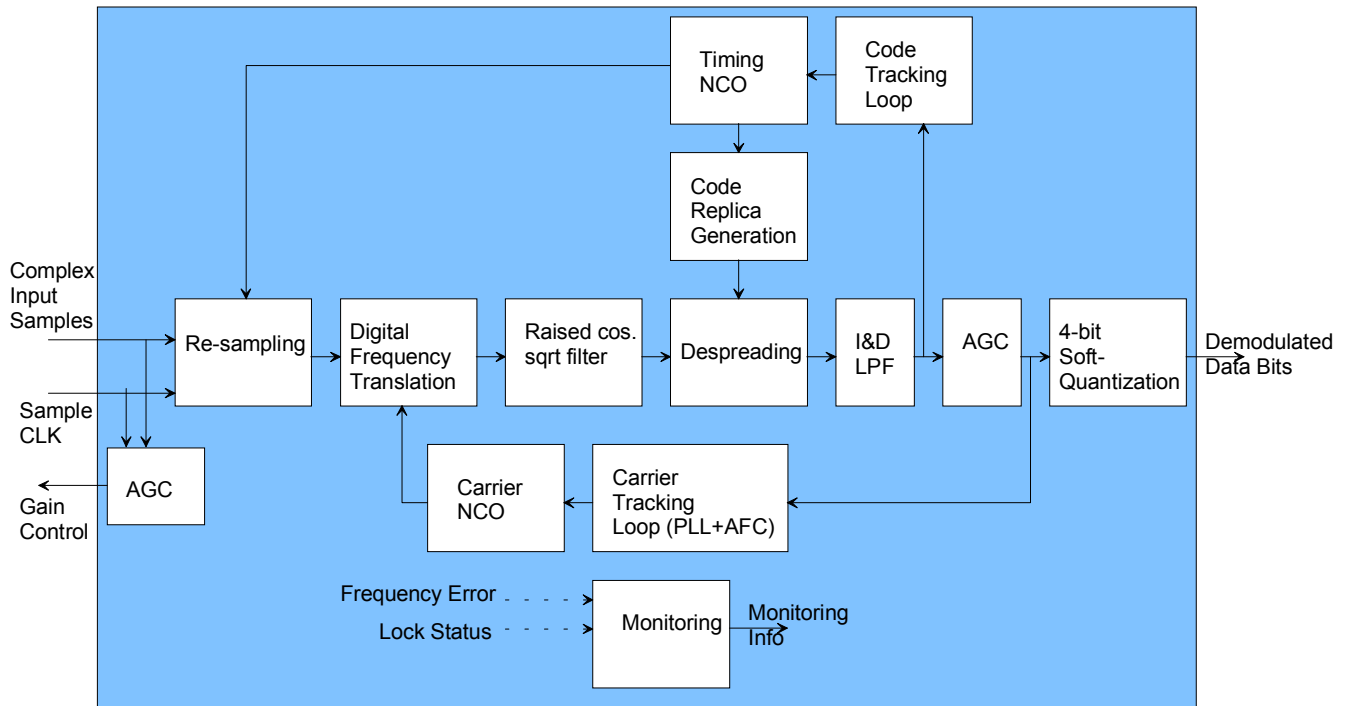 Timing
NCO
Code
Tracking
Loop
Code
Replica
Generation
Complex
Input
Samples
Re-sampling
Digital
Frequency
Translation
Raised cos.
sqrt filter
Despreading
I&D
LPF
AGC
4-bit
Soft-
Quantization
Demodulated
Data Bits
Sample
CLK
AGC
Gain
Control
Carrier
NCO
Carrier
Tracking
Loop (PLL+AFC)
Frequency Error
Lock Status
Monitoring
Monitoring
Info